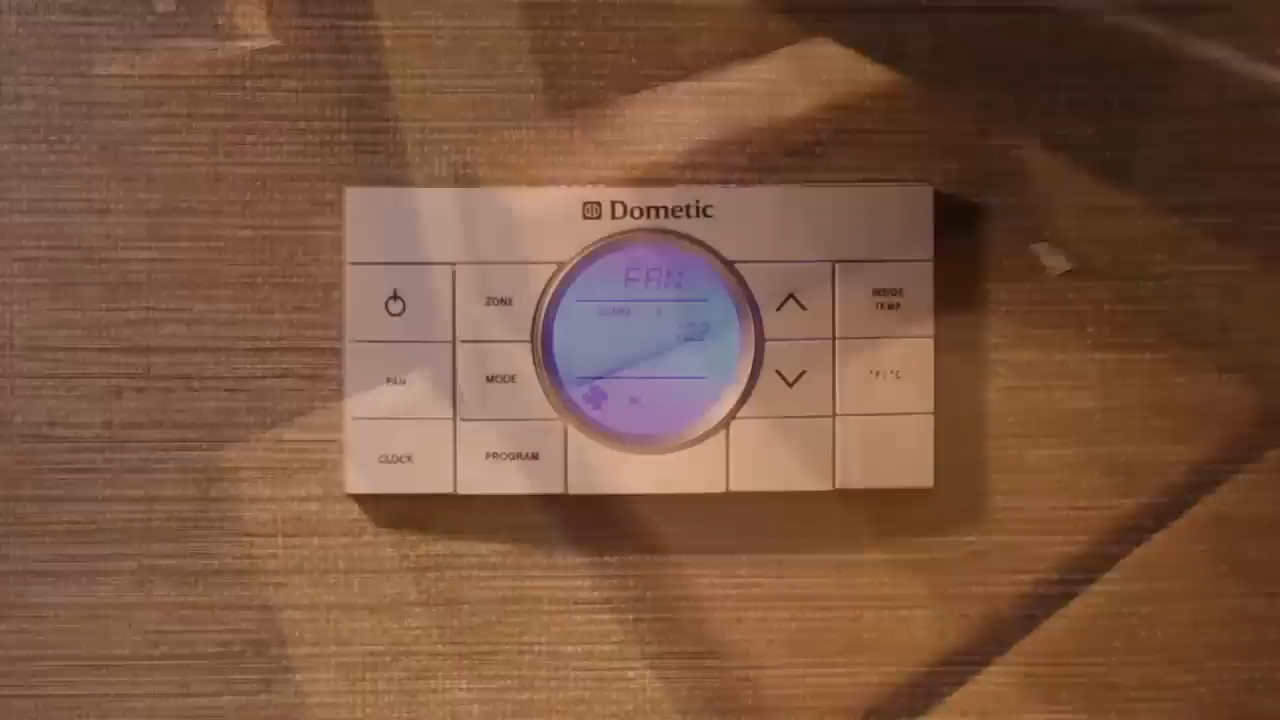 Dometic
FAN
ZONE
INSIDE
TEMP
FAN
MODE
°F/°C
CLOCK
PROGRAM